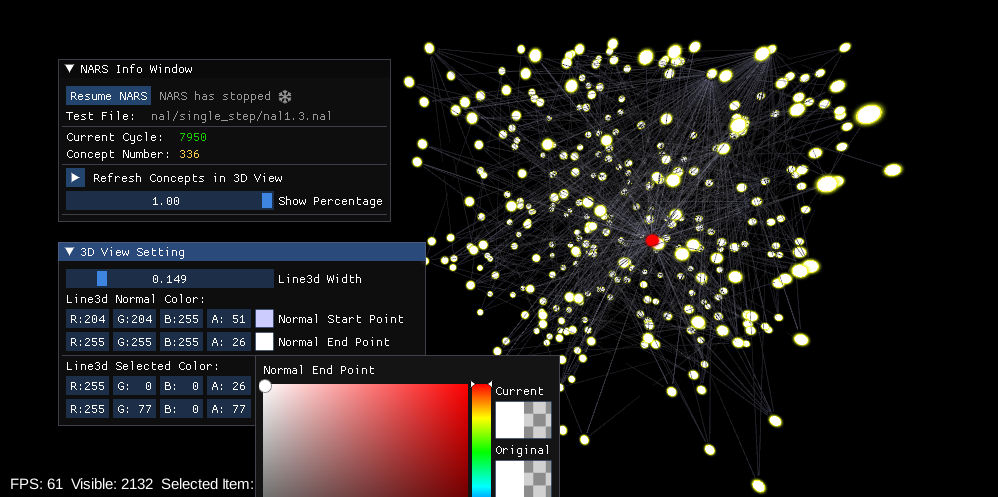 NARS Info Window
Resume NARS NARS has stopped
Test File: nal/single_step/nal1.3.nal
Current Cycle: 7950
Concept Number: 336
Refresh Concepts in 3D View
1.00 Show Percentage
3D View Setting
0.149 Line3d Width
Line3d Normal Color:
R:204 G:204 B:255 A: 51 Normal Start Point
R:255 G:255 B:255 A: 26 Normal End Point
Line3d Selected Color:
R:255 G: 0 B: 0 A: 26
R:255 G: 77 B: 0 A: 77
Normal End Point
Current
Original
FPS: 61 Visible: 2132 Selected Item: